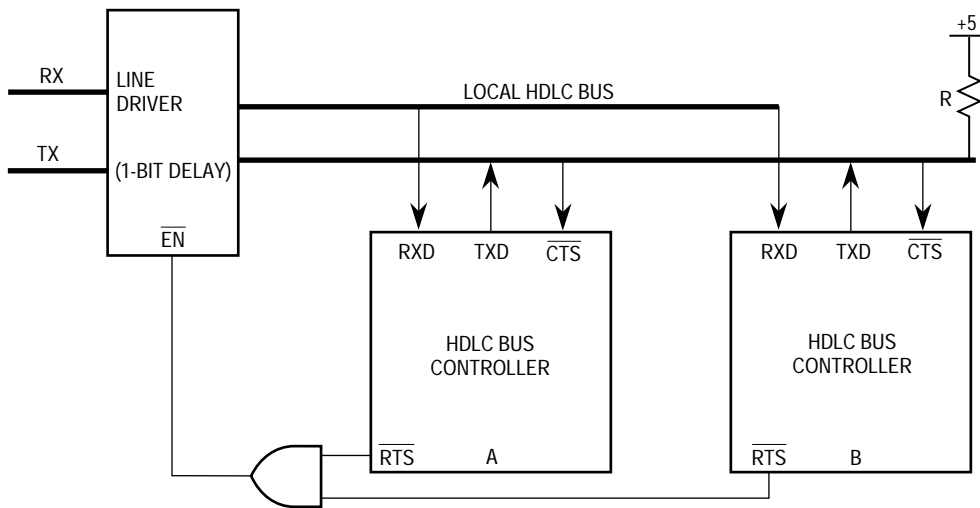 +5
RX
LINE
DRIVER
LOCAL HDLC BUS
R
TX
(1-BIT DELAY)
EN
RXD TXD CTS
RXD TXD CTS
HDLC BUS
CONTROLLER
HDLC BUS
CONTROLLER
RTS A
RTS B